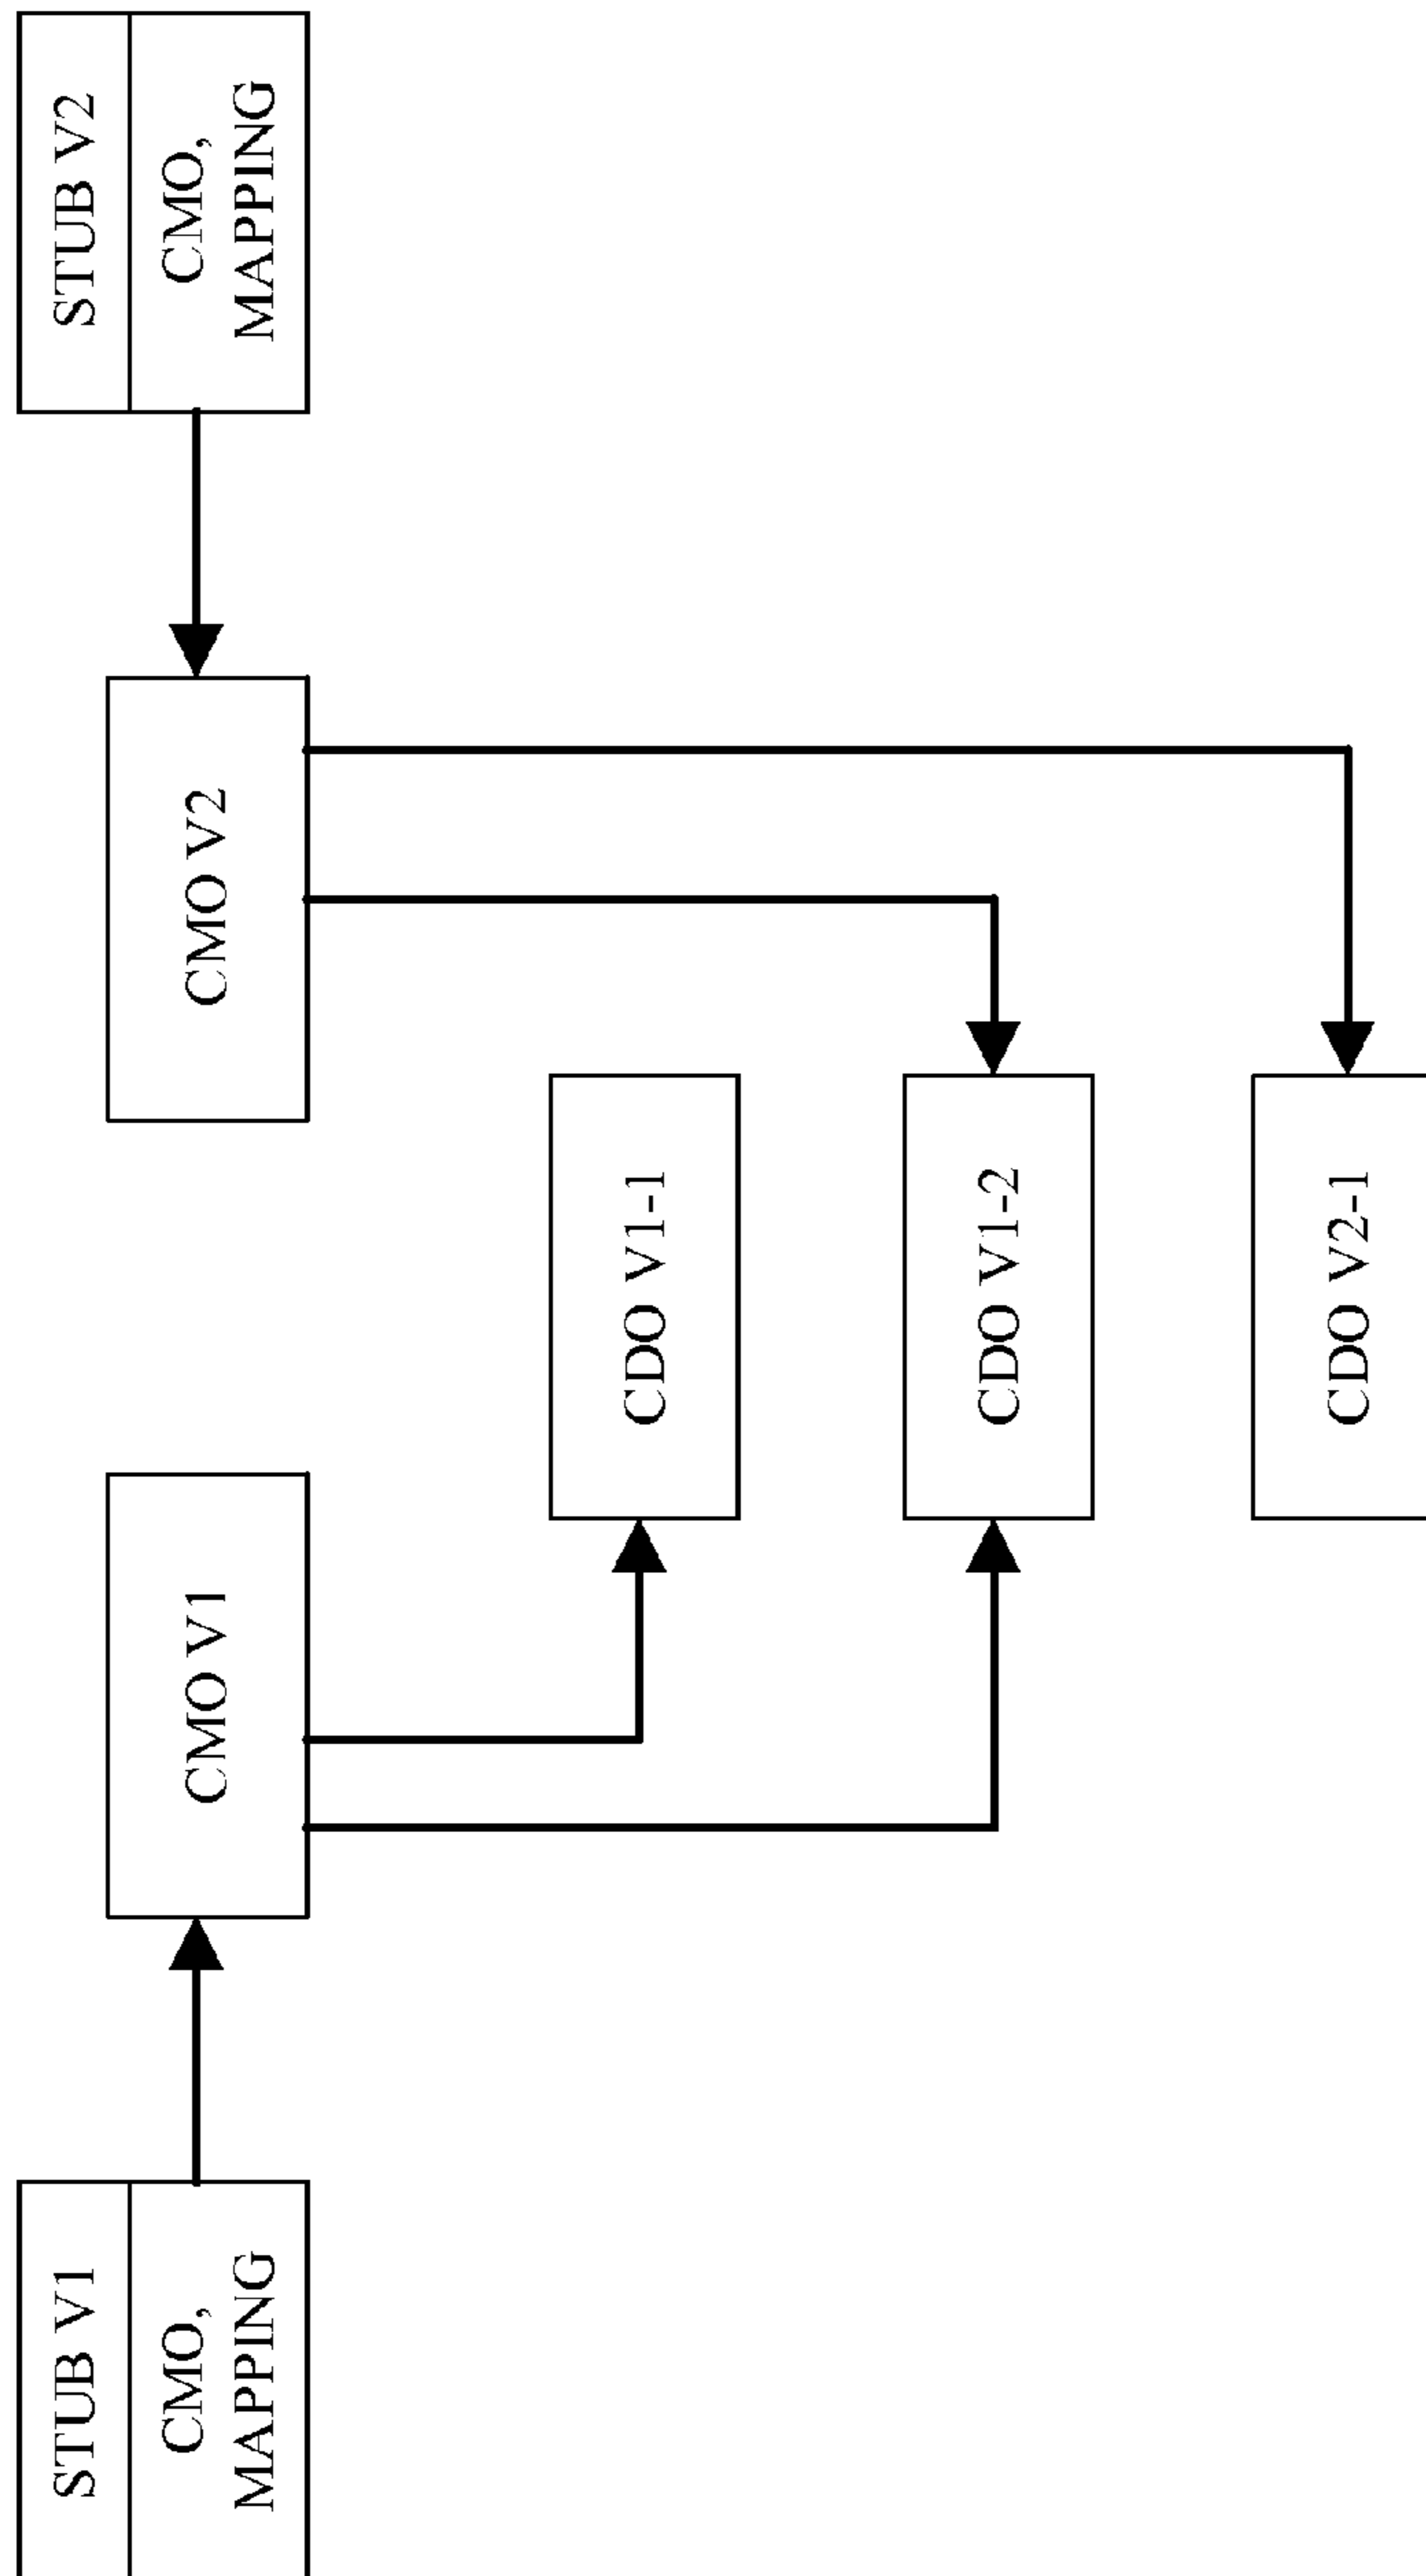 STUB V1
CMO,
MAPPING
CMO V1
CMO V2
STUB V2
CMO,
MAPPING
CDO V1-1
CDO V1-2
CDO V2-1